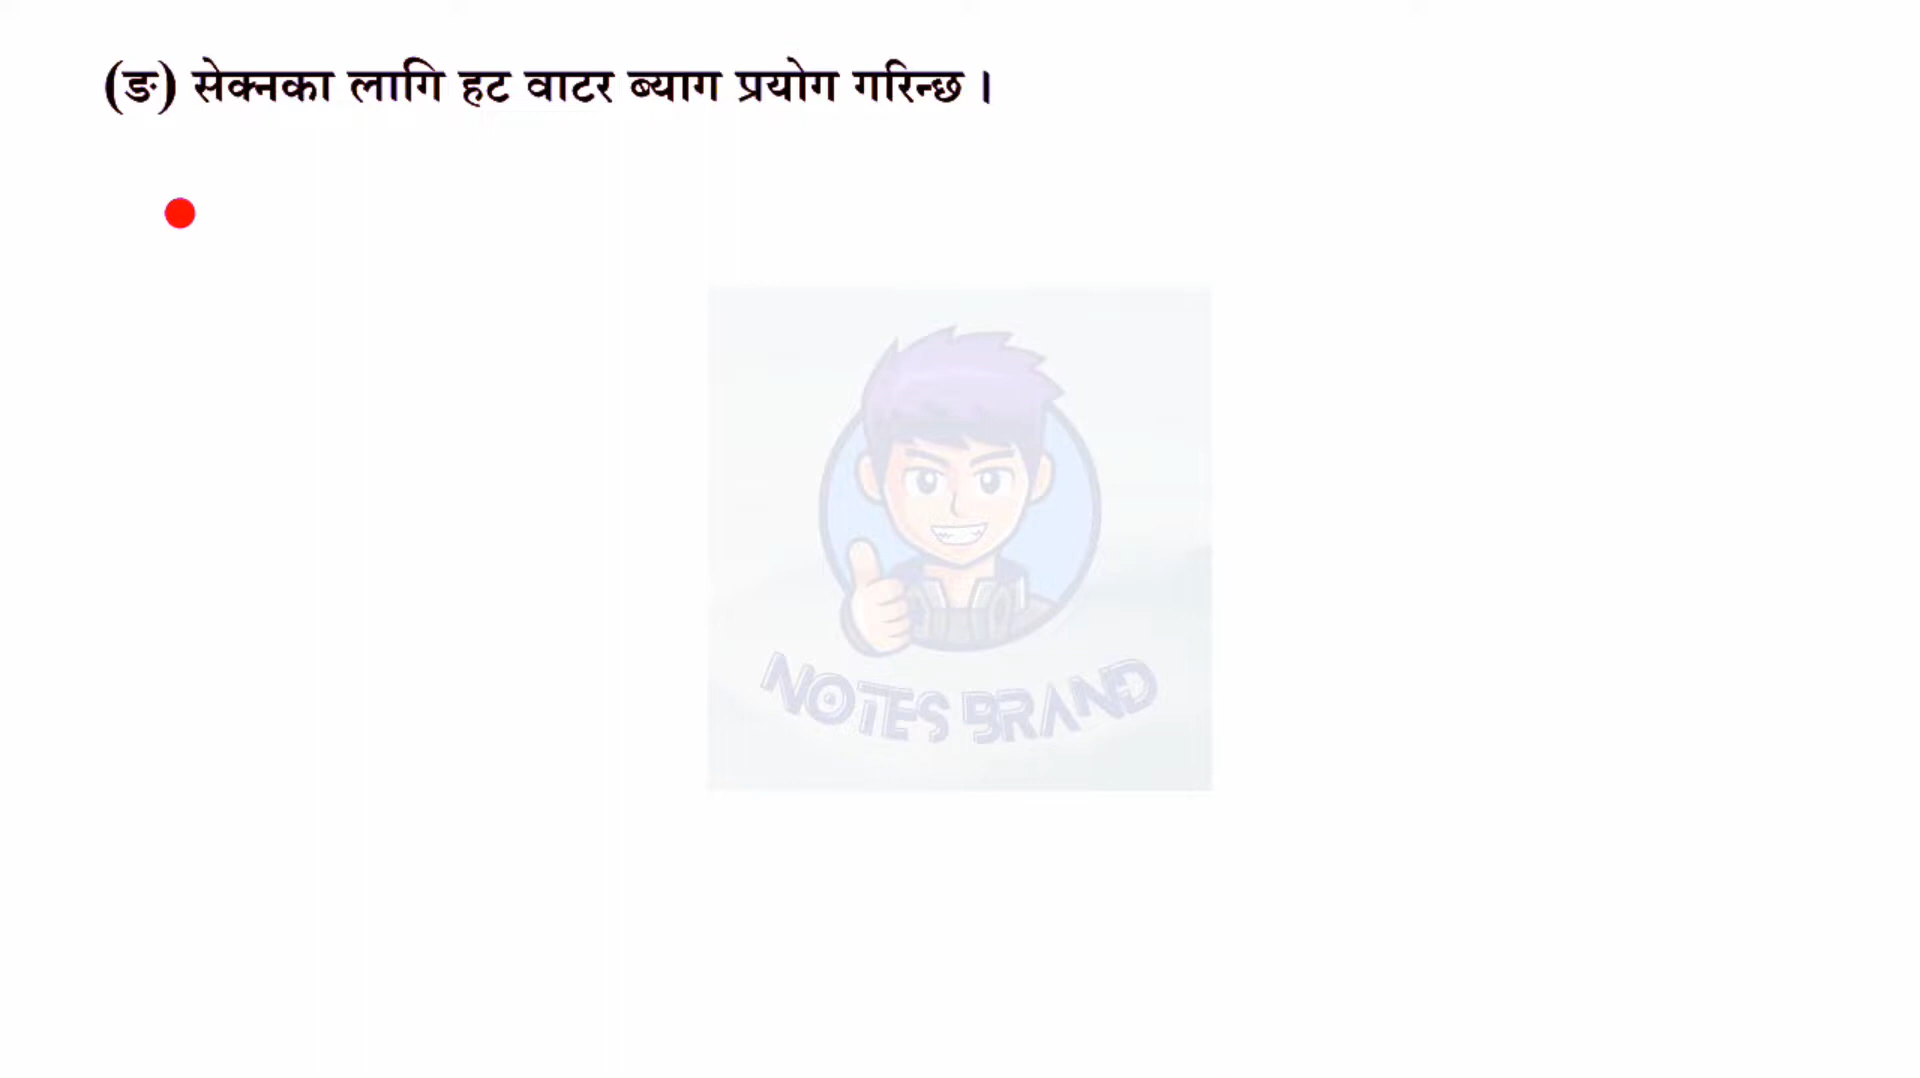 (ङ) सेक्नका लागि हट वाटर ब्याग प्रयोग गरिन्छ ।
NOTES BRAND